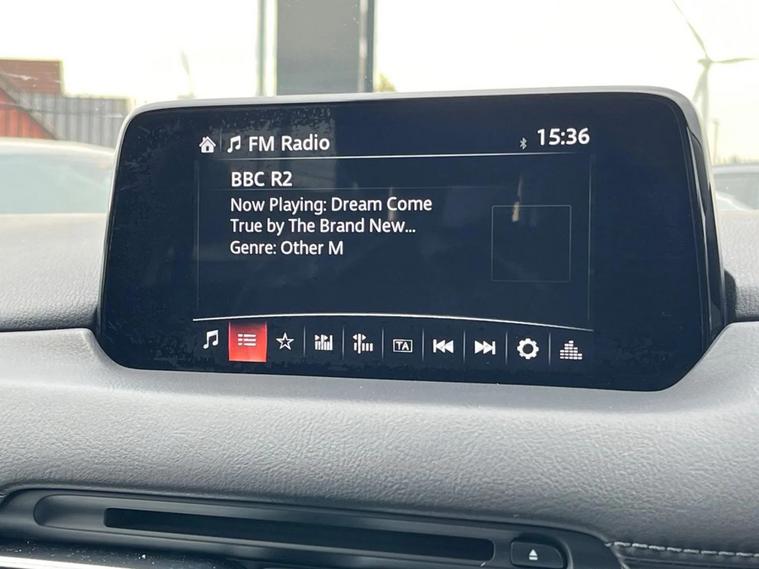 FM Radio
15:36
BBC R2
Now Playing: Dream Come
True by The Brand New...
Genre: Other M
TA